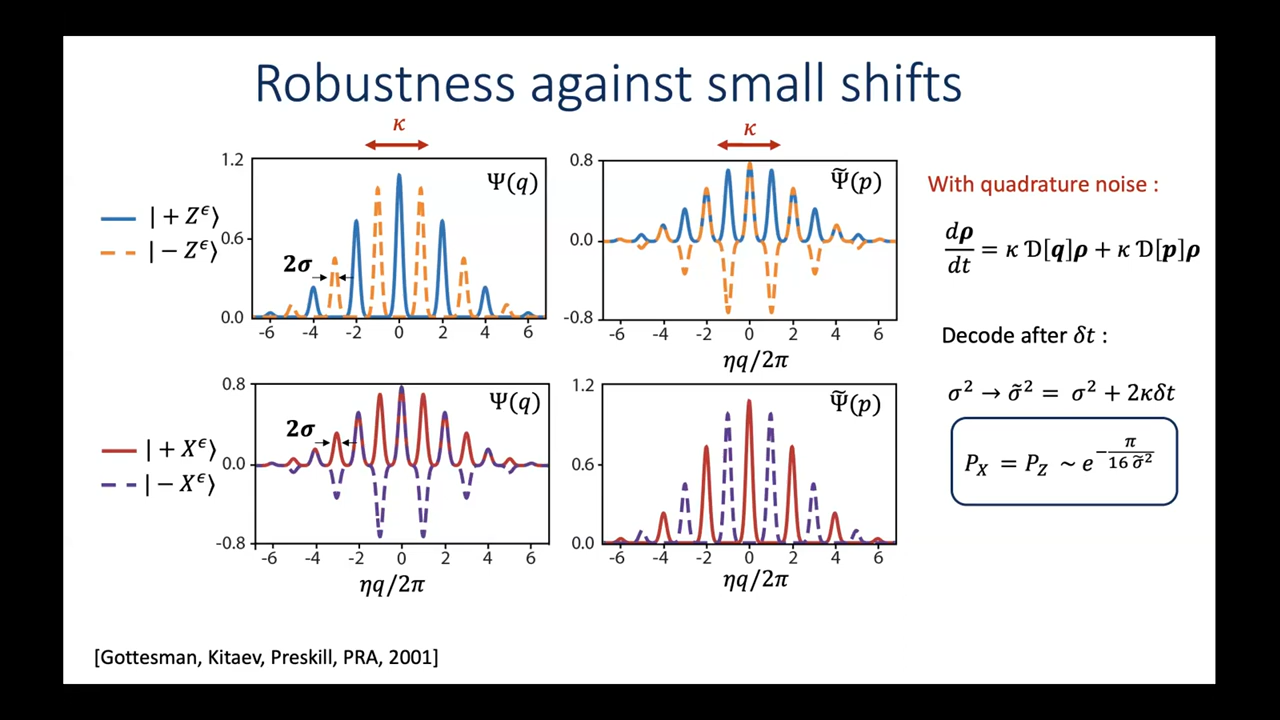 Robustness against small shifts
κ
κ
|+Z^ϵ⟩
|−Z^ϵ⟩
1.2
0.6
0.0
Ψ(q)
2σ
-6 -4 -2 0 2 4 6
0.8
0.0
-0.8
Ψ̃(p)
-6 -4 -2 0 2 4 6
ηq/2π
|+X^ϵ⟩
|−X^ϵ⟩
0.8
0.0
-0.8
Ψ(q)
2σ
-6 -4 -2 0 2 4 6
ηq/2π
1.2
0.6
0.0
Ψ̃(p)
-6 -4 -2 0 2 4 6
ηq/2π
With quadrature noise :
dρ/dt = κ D[q]ρ + κ D[p]ρ
Decode after δt :
σ² → σ̃² = σ² + 2κδt
P_X = P_Z ~ e^{−π/(16 σ̃²)}
[Gottesman, Kitaev, Preskill, PRA, 2001]